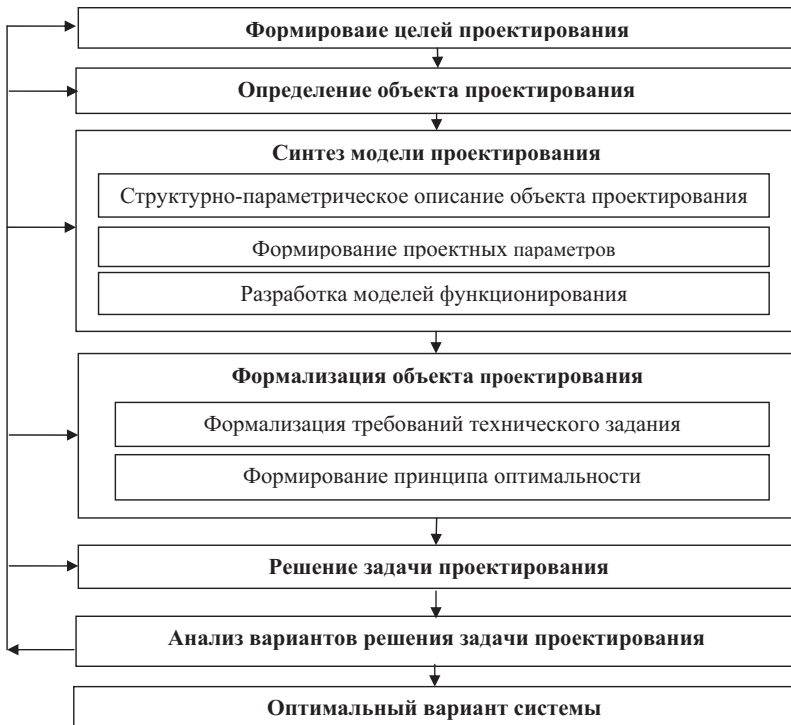 Формироваие целей проектирования
Определение объекта проектирования
Синтез модели проектирования
Структурно-параметрическое описание объекта проектирования
Формирование проектных параметров
Разработка моделей функционирования
Формализация объекта проектирования
Формализация требований технического задания
Формирование принципа оптимальности
Решение задачи проектирования
Анализ вариантов решения задачи проектирования
Оптимальный вариант системы